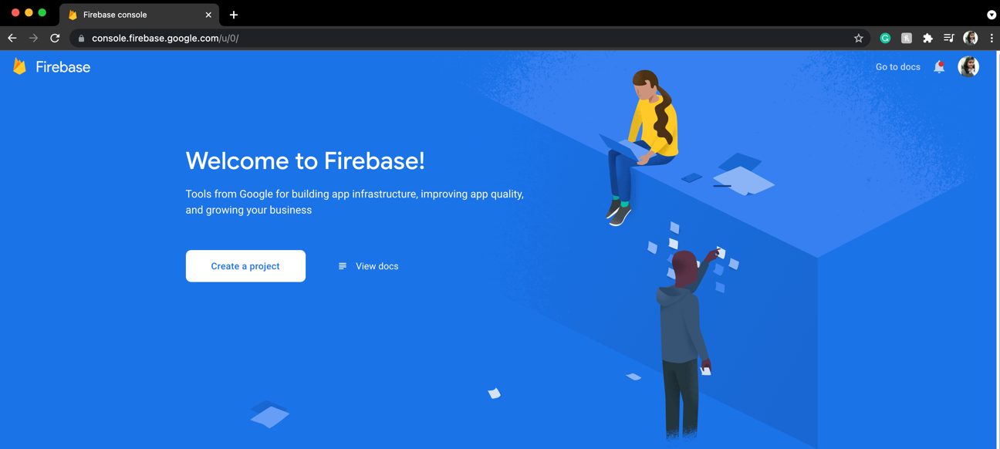 Firebase console
console.firebase.google.com/u/0/
Firebase
Go to docs
Welcome to Firebase!
Tools from Google for building app infrastructure, improving app quality,
and growing your business
Create a project
View docs